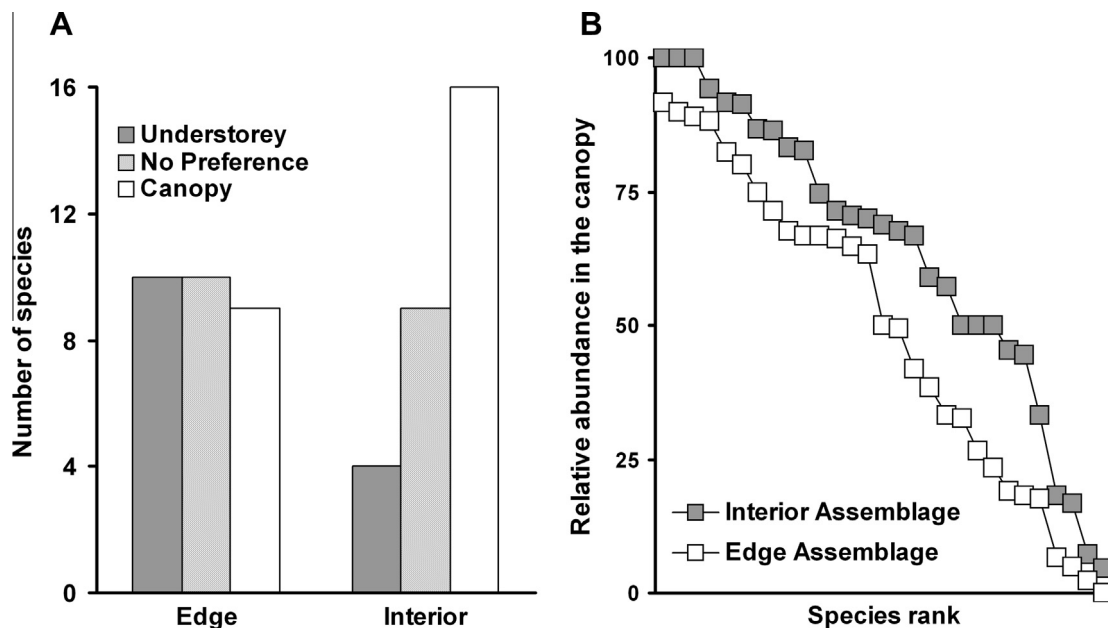 A
Number of species
16
12
8
4
0
Understorey
No Preference
Canopy
Edge
Interior
B
Relative abundance in the canopy
100
75
50
25
0
Interior Assemblage
Edge Assemblage
Species rank